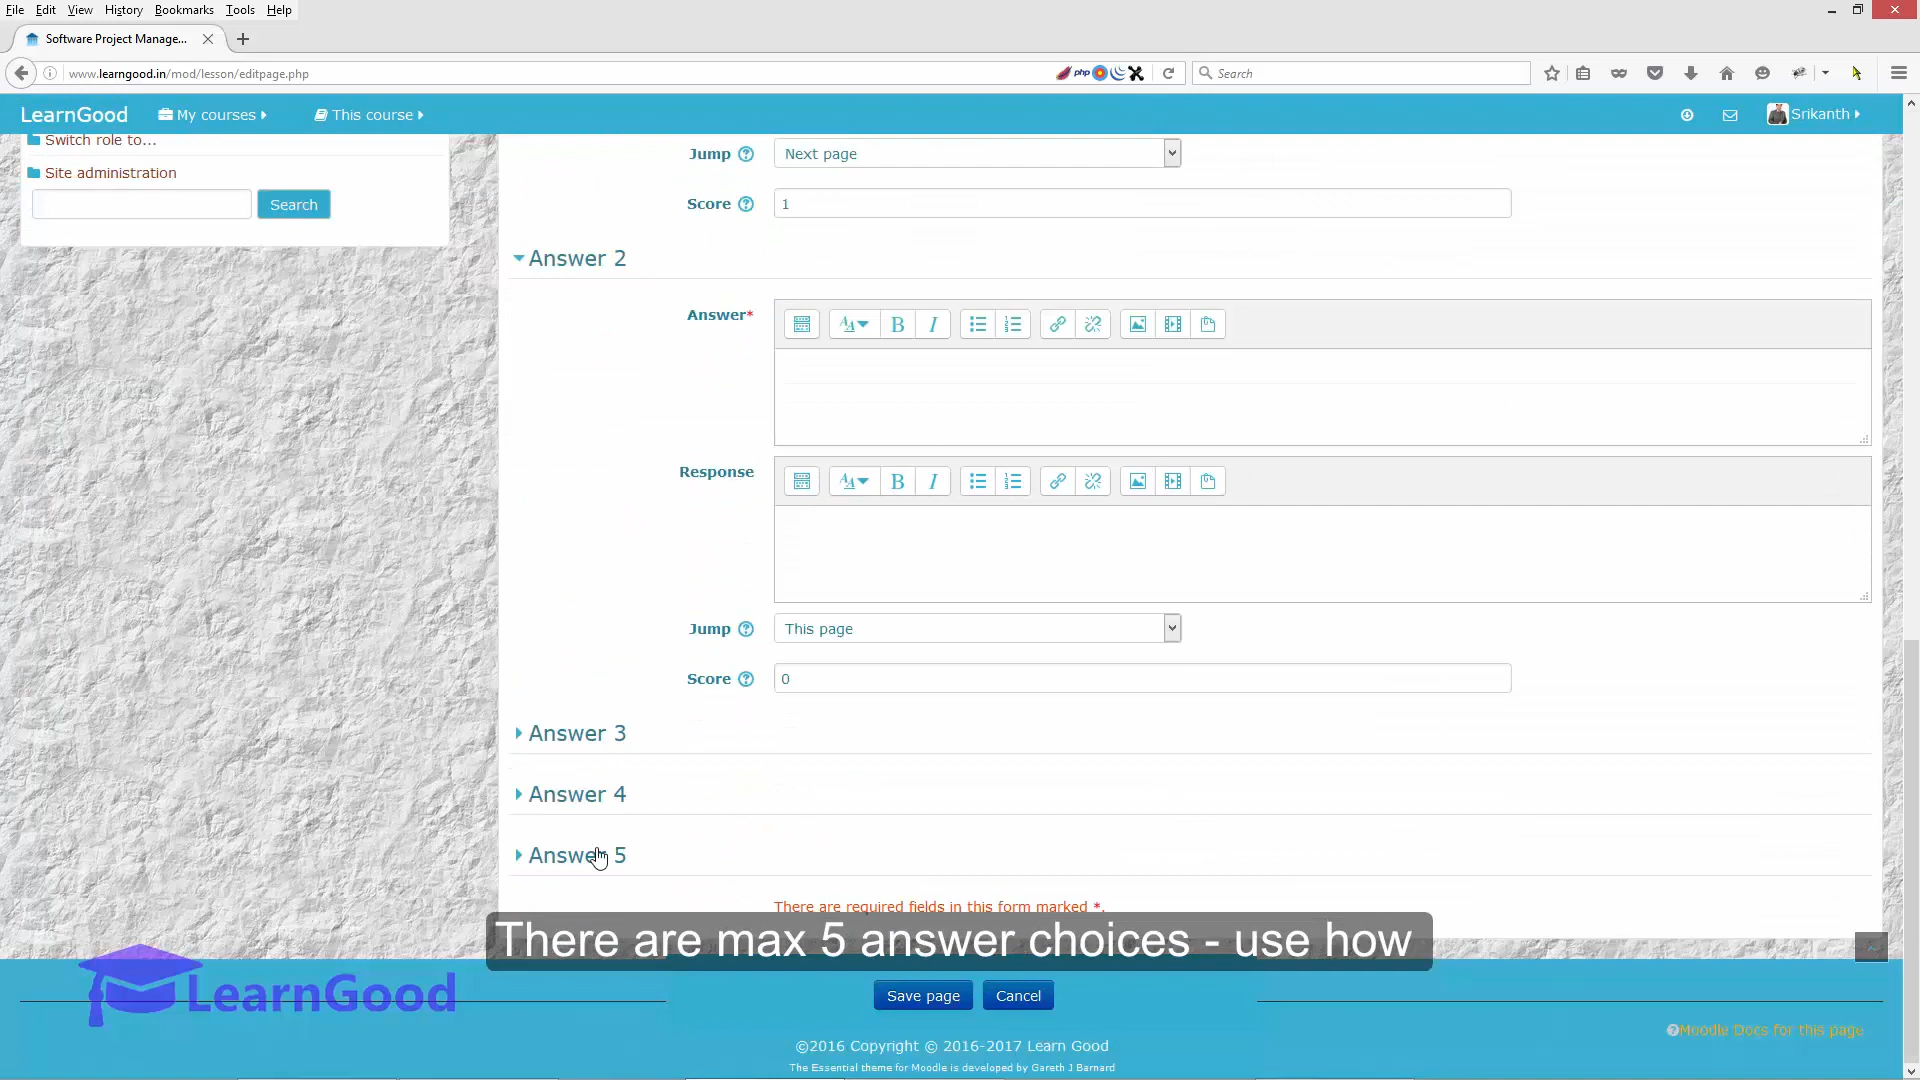 File Edit View History Bookmarks Tools Help
Software Project Manage...
www.learngood.in/mod/lesson/editpage.php
php
Search
LearnGood
My courses
This course
Srikanth
Switch role to...
Site administration
Search
Jump
Next page
Score
1
Answer 2
Answer*
Response
Jump
This page
Score
0
Answer 3
Answer 4
Answer 5
There are required fields in this form marked *.
There are max 5 answer choices - use how
LearnGood
Save page
Cancel
Moodle Docs for this page
©2016 Copyright © 2016-2017 Learn Good
The Essential theme for Moodle is developed by Gareth J Barnard